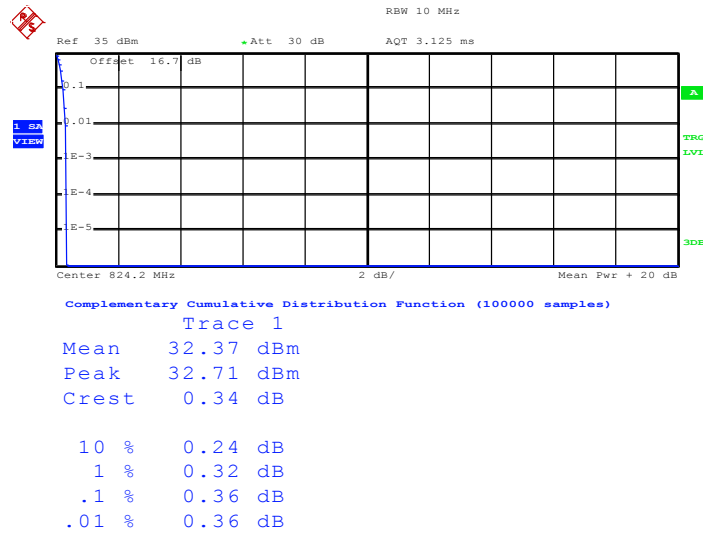 RBW 10 MHz
Ref 35 dBm * Att 30 dB AQT 3.125 ms
Offset 16.7 dB
0.1
A
0.01
1 SA
VIEW
TRG
LVL
1E-3
1E-4
1E-5
3DB
Center 824.2 MHz 2 dB/ Mean Pwr + 20 dB
Complementary Cumulative Distribution Function (100000 samples)
Trace 1
Mean 32.37 dBm
Peak 32.71 dBm
Crest 0.34 dB
10 % 0.24 dB
1 % 0.32 dB
.1 % 0.36 dB
.01 % 0.36 dB